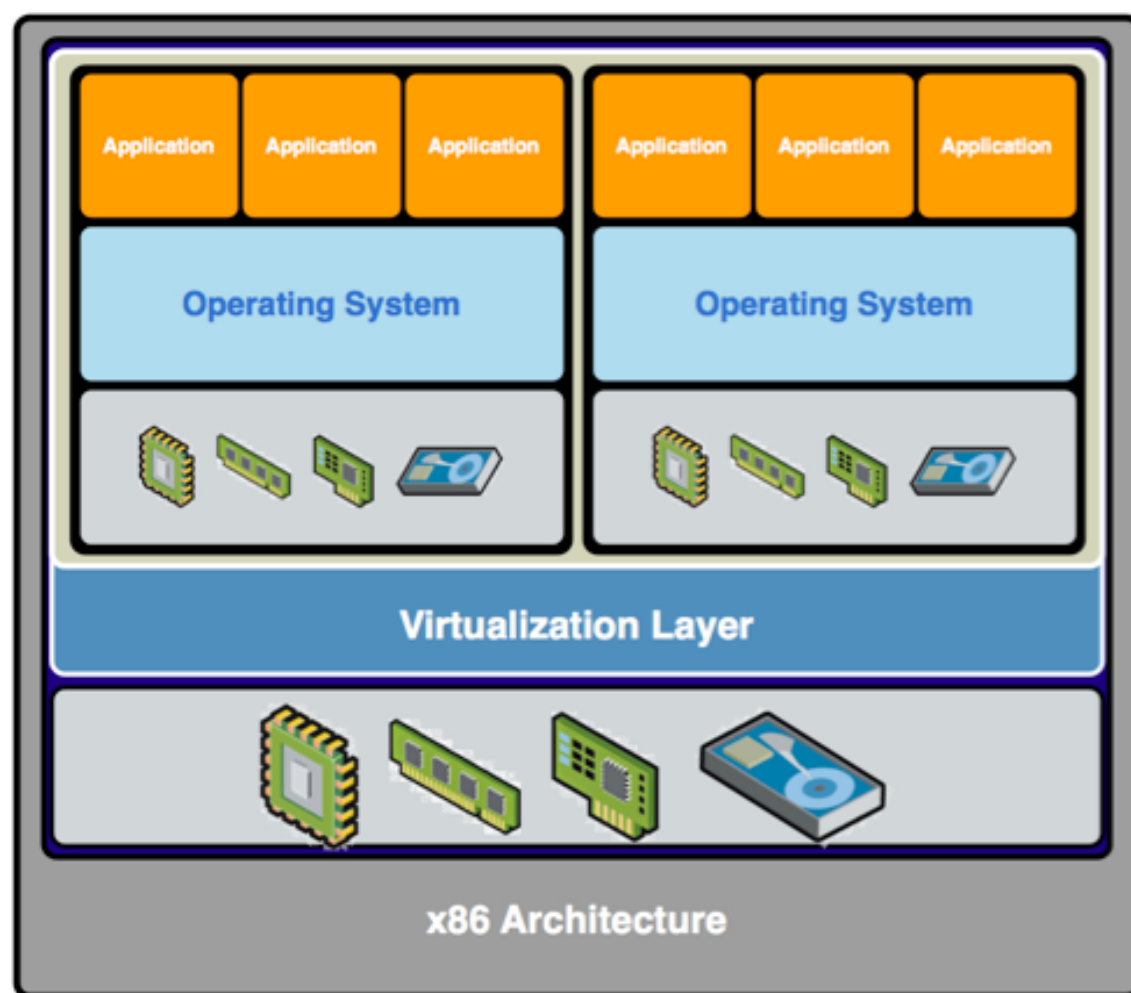 Application Application Application Application Application Application
Operating System Operating System
Virtualization Layer
x86 Architecture